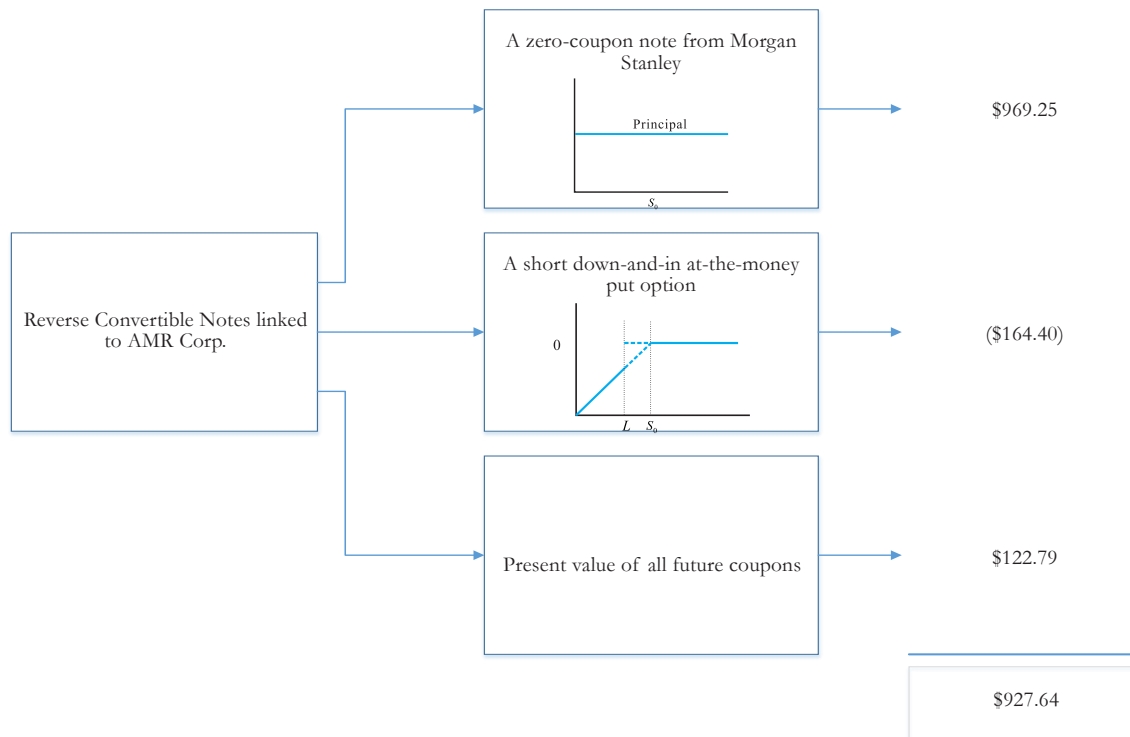 A zero-coupon note from Morgan
Stanley
Principal
S₀
$969.25
Reverse Convertible Notes linked
to AMR Corp.
A short down-and-in at-the-money
put option
0
L S₀
($164.40)
Present value of all future coupons
$122.79
$927.64